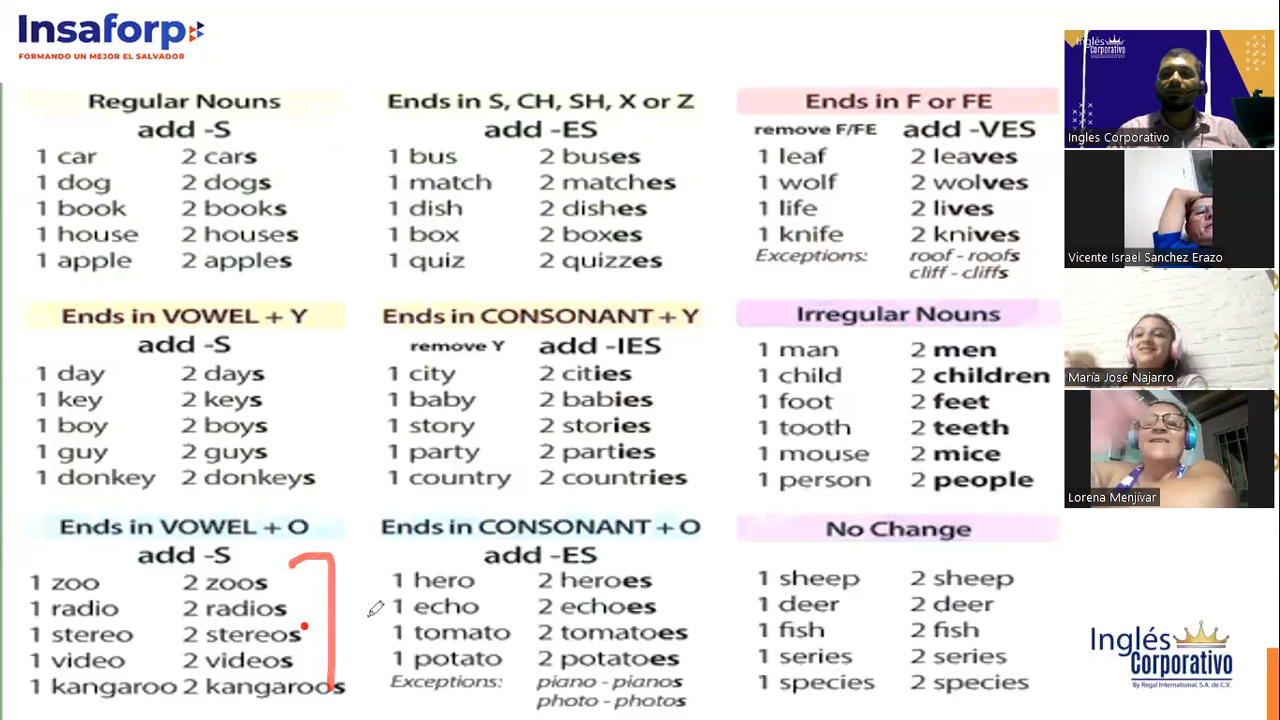 Insaforp
FORMANDO UN MEJOR EL SALVADOR
Regular Nouns
add -S
1 car 2 cars
1 dog 2 dogs
1 book 2 books
1 house 2 houses
1 apple 2 apples
Ends in S, CH, SH, X or Z
add -ES
1 bus 2 buses
1 match 2 matches
1 dish 2 dishes
1 box 2 boxes
1 quiz 2 quizzes
Ends in F or FE
remove F/FE add -VES
1 leaf 2 leaves
1 wolf 2 wolves
1 life 2 lives
1 knife 2 knives
Exceptions: roof - roofs
cliff - cliffs
Ends in VOWEL + Y
add -S
1 day 2 days
1 key 2 keys
1 boy 2 boys
1 guy 2 guys
1 donkey 2 donkeys
Ends in CONSONANT + Y
remove Y add -IES
1 city 2 cities
1 baby 2 babies
1 story 2 stories
1 party 2 parties
1 country 2 countries
Irregular Nouns
1 man 2 men
1 child 2 children
1 foot 2 feet
1 tooth 2 teeth
1 mouse 2 mice
1 person 2 people
Ends in VOWEL + O
add -S
1 zoo 2 zoos
1 radio 2 radios
1 stereo 2 stereos
1 video 2 videos
1 kangaroo 2 kangaroos
Ends in CONSONANT + O
add -ES
1 hero 2 heroes
1 echo 2 echoes
1 tomato 2 tomatoes
1 potato 2 potatoes
Exceptions: piano - pianos
photo - photos
No Change
1 sheep 2 sheep
1 deer 2 deer
1 fish 2 fish
1 series 2 series
1 species 2 species
Inglés
Corporativo
Ingles Corporativo
Vicente Israel Sanchez Erazo
María José Najarro
Lorena Menjívar
Inglés
Corporativo
By Regal International, S.A. de C.V.